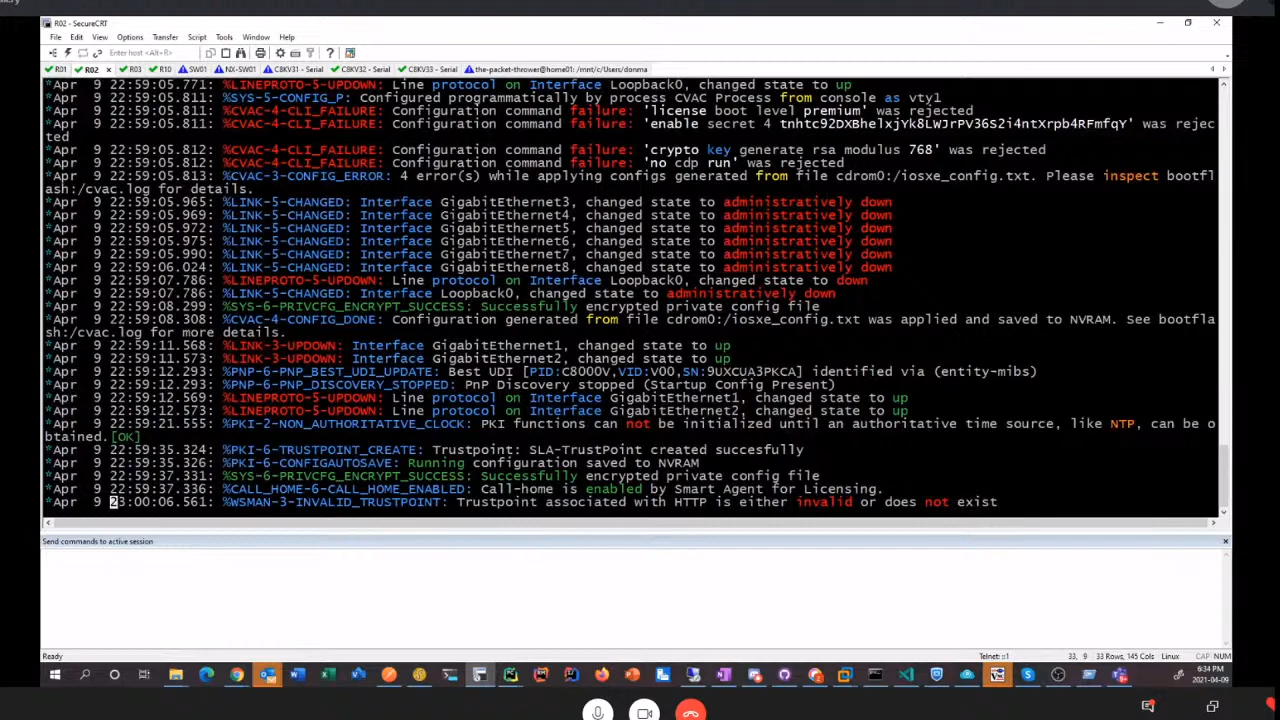 R02 - SecureCRT
File Edit View Options Transfer Script Tools Window Help
Enter host <Alt+R>
R01 R02 × R03 R10 SW01 NX-SW01 C8KV31 - Serial C8KV32 - Serial C8KV33 - Serial the-packet-thrower@home01: /mnt/c/Users/donma
*Apr  9 22:59:05.771: %LINEPROTO-5-UPDOWN: Line protocol on Interface Loopback0, changed state to up
*Apr  9 22:59:05.811: %SYS-5-CONFIG_P: Configured programmatically by process CVAC Process from console as vty1
*Apr  9 22:59:05.811: %CVAC-4-CLI_FAILURE: Configuration command failure: 'license boot level premium' was rejected
*Apr  9 22:59:05.811: %CVAC-4-CLI_FAILURE: Configuration command failure: 'enable secret 4 tnhtc92DXBhelxjYk8LWJrPV36S2i4ntXrpb4RFmfqY' was rejec
ted
*Apr  9 22:59:05.812: %CVAC-4-CLI_FAILURE: Configuration command failure: 'crypto key generate rsa modulus 768' was rejected
*Apr  9 22:59:05.812: %CVAC-4-CLI_FAILURE: Configuration command failure: 'no cdp run' was rejected
*Apr  9 22:59:05.813: %CVAC-3-CONFIG_ERROR: 4 error(s) while applying configs generated from file cdrom0:/iosxe_config.txt. Please inspect bootfl
ash:/cvac.log for details.
*Apr  9 22:59:05.965: %LINK-5-CHANGED: Interface GigabitEthernet3, changed state to administratively down
*Apr  9 22:59:05.969: %LINK-5-CHANGED: Interface GigabitEthernet4, changed state to administratively down
*Apr  9 22:59:05.972: %LINK-5-CHANGED: Interface GigabitEthernet5, changed state to administratively down
*Apr  9 22:59:05.975: %LINK-5-CHANGED: Interface GigabitEthernet6, changed state to administratively down
*Apr  9 22:59:05.990: %LINK-5-CHANGED: Interface GigabitEthernet7, changed state to administratively down
*Apr  9 22:59:06.024: %LINK-5-CHANGED: Interface GigabitEthernet8, changed state to administratively down
*Apr  9 22:59:07.786: %LINEPROTO-5-UPDOWN: Line protocol on Interface Loopback0, changed state to down
*Apr  9 22:59:07.786: %LINK-5-CHANGED: Interface Loopback0, changed state to administratively down
*Apr  9 22:59:08.299: %SYS-6-PRIVCFG_ENCRYPT_SUCCESS: Successfully encrypted private config file
*Apr  9 22:59:08.308: %CVAC-4-CONFIG_DONE: Configuration generated from file cdrom0:/iosxe_config.txt was applied and saved to NVRAM. See bootfla
sh:/cvac.log for more details.
*Apr  9 22:59:11.568: %LINK-3-UPDOWN: Interface GigabitEthernet1, changed state to up
*Apr  9 22:59:11.573: %LINK-3-UPDOWN: Interface GigabitEthernet2, changed state to up
*Apr  9 22:59:12.293: %PNP-6-PNP_BEST_UDI_UPDATE: Best UDI [PID:C8000V,VID:V00,SN:9UXCUA3PKCA] identified via (entity-mibs)
*Apr  9 22:59:12.293: %PNP-6-PNP_DISCOVERY_STOPPED: PnP Discovery stopped (Startup Config Present)
*Apr  9 22:59:12.569: %LINEPROTO-5-UPDOWN: Line protocol on Interface GigabitEthernet1, changed state to up
*Apr  9 22:59:12.573: %LINEPROTO-5-UPDOWN: Line protocol on Interface GigabitEthernet2, changed state to up
*Apr  9 22:59:21.555: %PKI-2-NON_AUTHORITATIVE_CLOCK: PKI functions can not be initialized until an authoritative time source, like NTP, can be o
btained.[OK]
*Apr  9 22:59:35.324: %PKI-6-TRUSTPOINT_CREATE: Trustpoint: SLA-TrustPoint created succesfully
*Apr  9 22:59:35.326: %PKI-6-CONFIGAUTOSAVE: Running configuration saved to NVRAM
*Apr  9 22:59:37.331: %SYS-6-PRIVCFG_ENCRYPT_SUCCESS: Successfully encrypted private config file
*Apr  9 22:59:37.336: %CALL_HOME-6-CALL_HOME_ENABLED: Call-home is enabled by Smart Agent for Licensing.
*Apr  9 23:00:06.561: %WSMAN-3-INVALID_TRUSTPOINT: Trustpoint associated with HTTP is either invalid or does not exist
Send commands to active session
Ready Telnet: ::1 33, 9 33 Rows, 145 Cols Linux CAP NUM
6:34 PM
2021-04-09